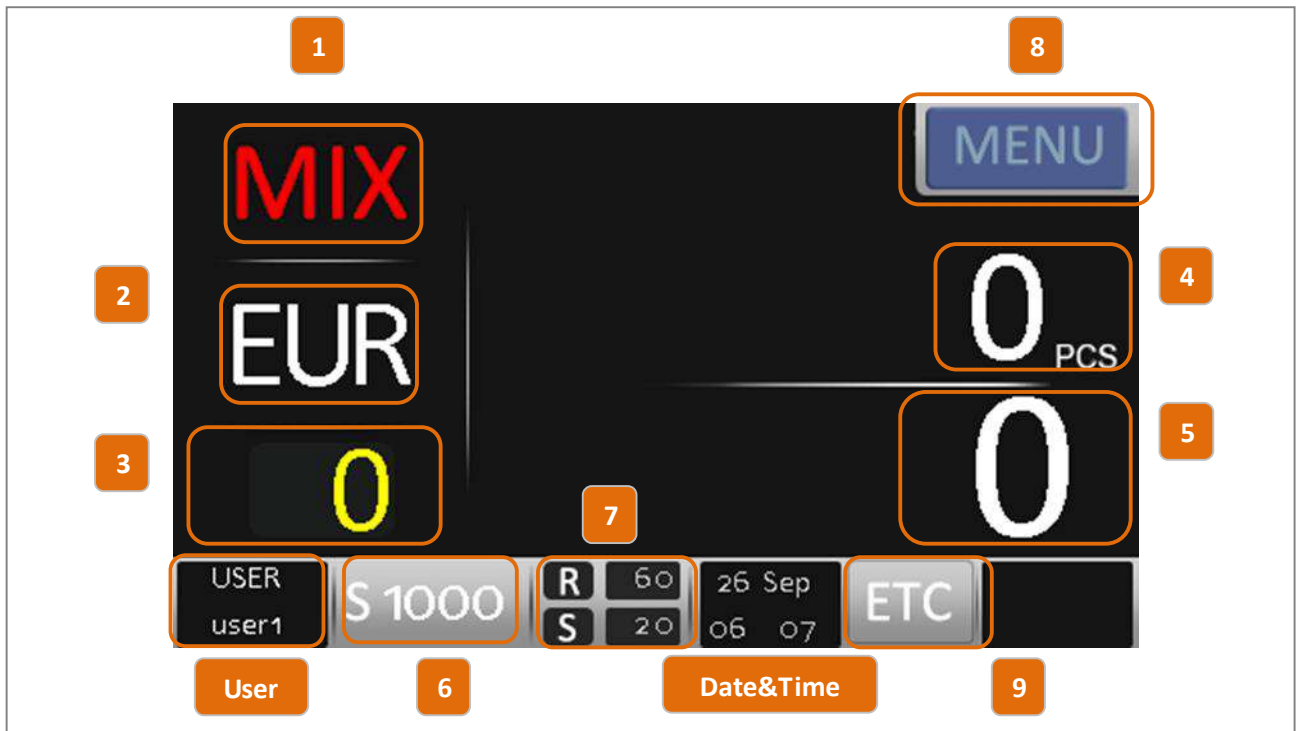 1
8
MIX
MENU
2
EUR
0 PCS
4
3
0
0
5
7
USER
user1
S 1000
R 60
S 20
26 Sep
06 07
ETC
User
6
Date&Time
9